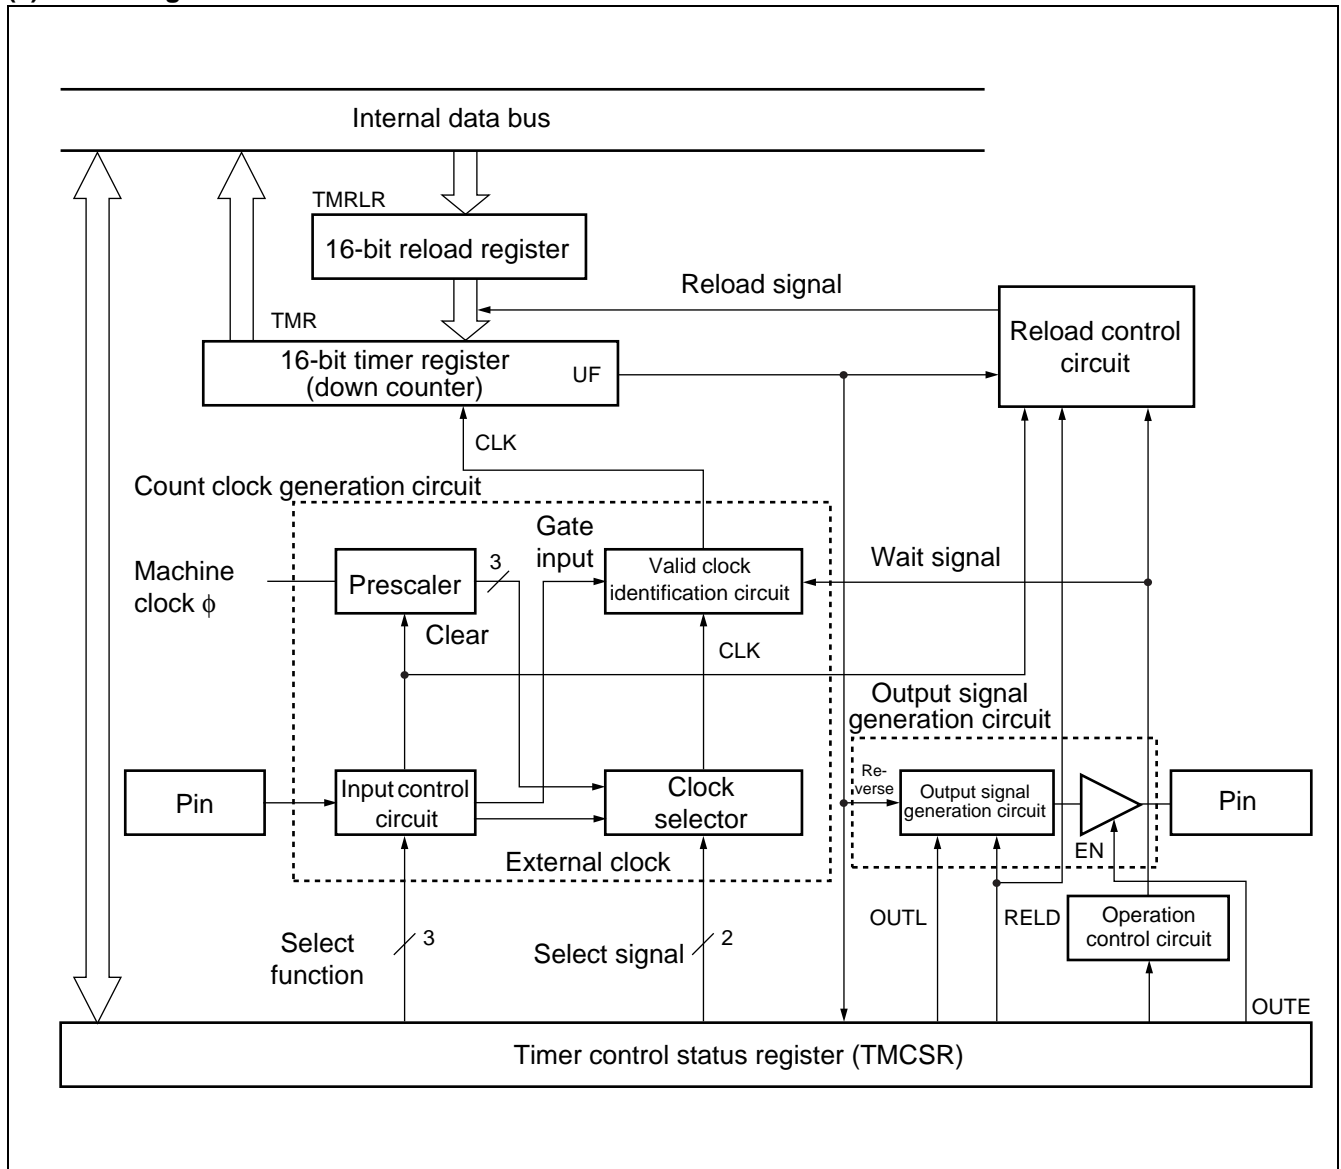 Internal data bus
TMRLR
16-bit reload register
Reload signal
TMR
16-bit timer register
(down counter)
UF
Reload control
circuit
CLK
Count clock generation circuit
Gate
input
Machine
clock ϕ
Prescaler
3
Valid clock
identification circuit
Wait signal
Clear
CLK
Output signal
generation circuit
Pin
Input control
circuit
Clock
selector
Re-
verse
Output signal
generation circuit
EN
Pin
External clock
Select
function
3
Select signal
2
OUTL
RELD
Operation
control circuit
OUTE
Timer control status register (TMCSR)